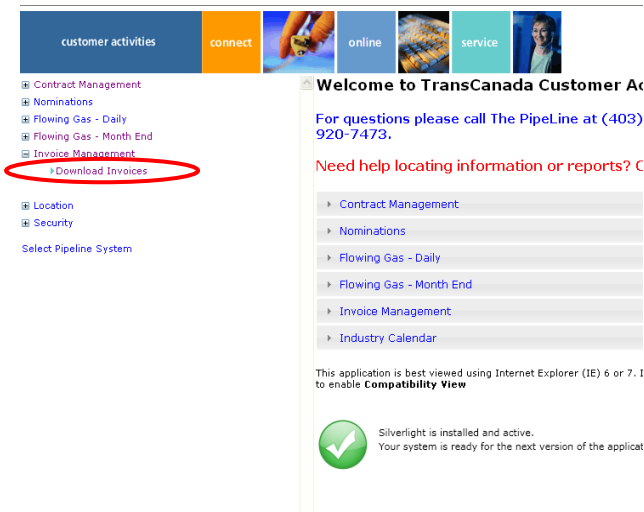 customer activities
connect
online
service
Contract Management
Nominations
Flowing Gas - Daily
Flowing Gas - Month End
Invoice Management
Download Invoices
Location
Security
Select Pipeline System
Welcome to TransCanada Customer Ac
For questions please call The PipeLine at (403)
920-7473.
Need help locating information or reports? C
Contract Management
Nominations
Flowing Gas - Daily
Flowing Gas - Month End
Invoice Management
Industry Calendar
This application is best viewed using Internet Explorer (IE) 6 or 7. I
to enable Compatibility View
Silverlight is installed and active.
Your system is ready for the next version of the applicat